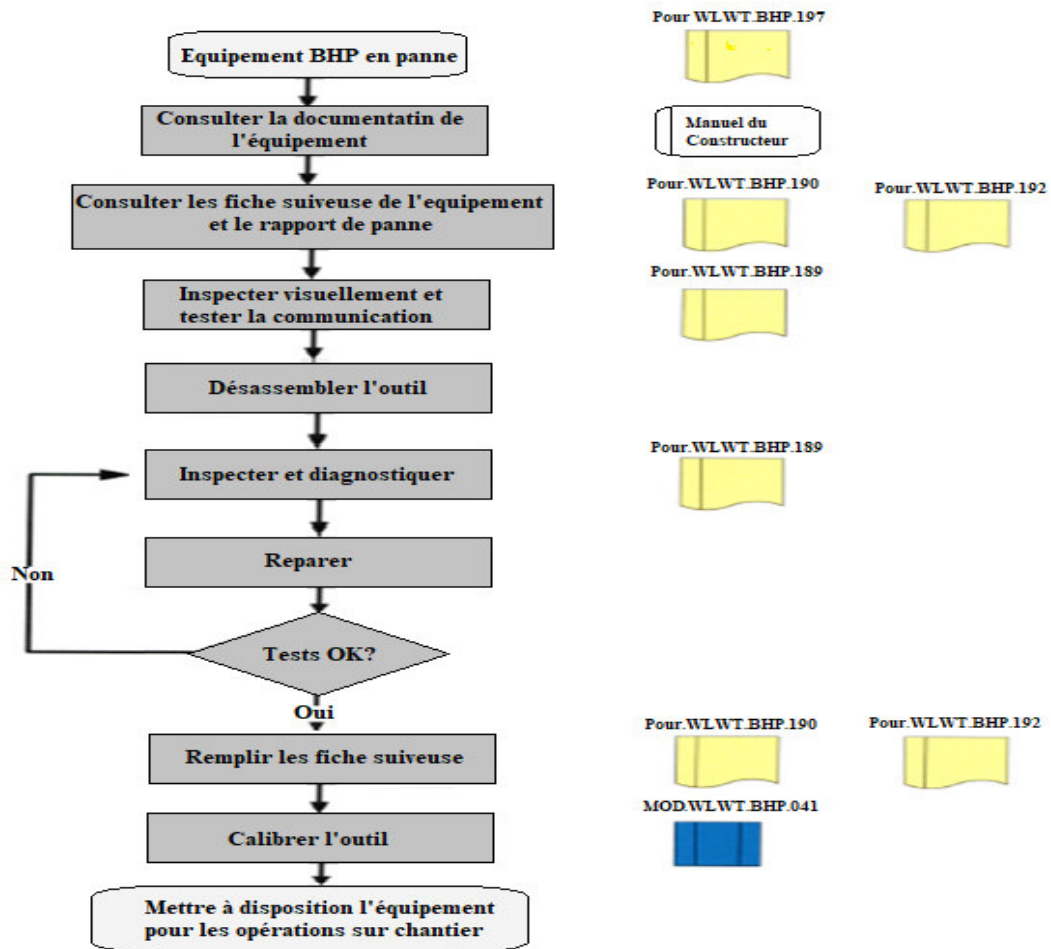 Pour WLWT.BHP.197
Equipement BHP en panne
Consulter la documentatin de
l'équipement
Manuel du
Constructeur
Pour.WLWT.BHP.190
Pour.WLWT.BHP.192
Consulter les fiche suiveuse de l'equipement
et le rapport de panne
Pour.WLWT.BHP.189
Inspecter visuellement et
tester la communication
Désassembler l'outil
Pour.WLWT.BHP.189
Inspecter et diagnostiquer
Reparer
Non
Tests OK?
Oui
Pour.WLWT.BHP.190
Pour.WLWT.BHP.192
Remplir les fiche suiveuse
MOD.WLWT.BHP.041
Calibrer l'outil
Mettre à disposition l'équipement
pour les opérations sur chantier